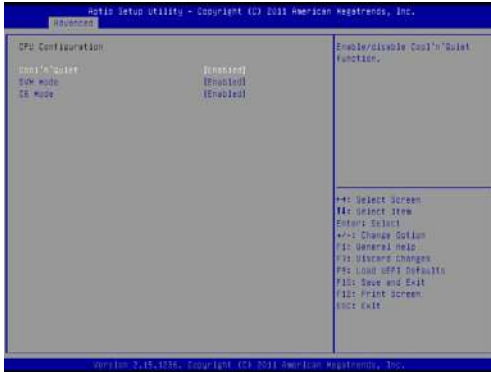 Aptio Setup Utility - Copyright (C) 2011 American Megatrends, Inc.
Advanced
CPU Configuration
Cool'n'Quiet [Enabled]
SVM Mode [Enabled]
C6 Mode [Enabled]
Enable/disable Cool'n'Quiet
function.
→←: Select Screen
↑↓: Select Item
Enter: Select
+/-: Change Option
F1: General Help
F7: Discard Changes
F9: Load UEFI Defaults
F10: Save and Exit
F12: Print Screen
ESC: Exit
Version 2.15.1236. Copyright (C) 2011 American Megatrends, Inc.